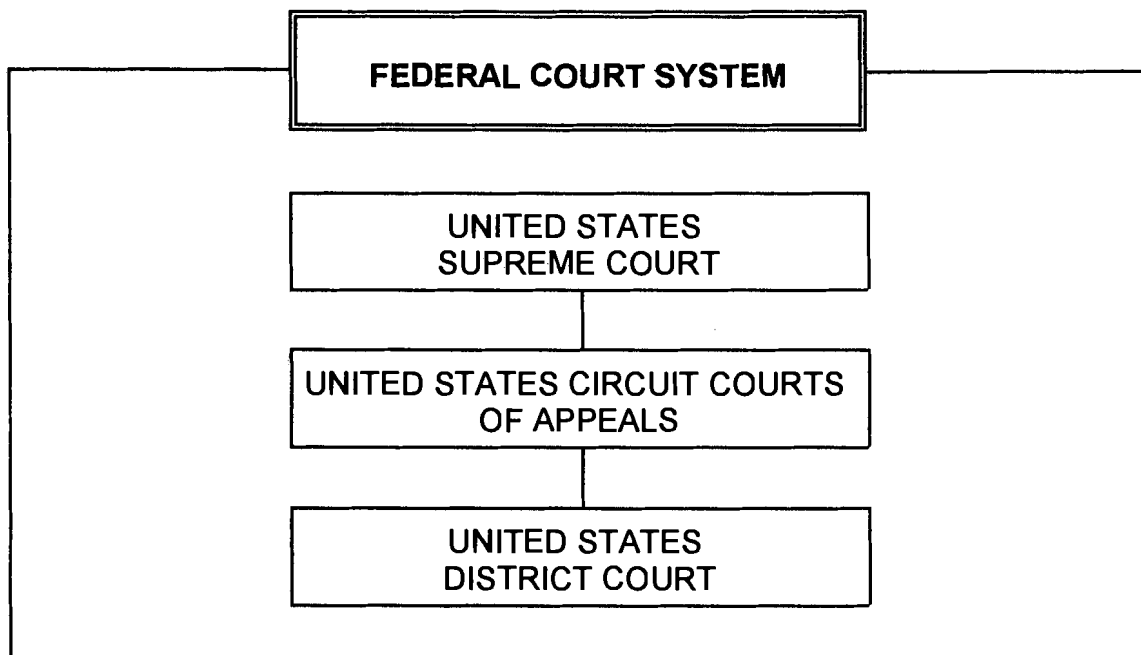 FEDERAL COURT SYSTEM
UNITED STATES
SUPREME COURT
UNITED STATES CIRCUIT COURTS
OF APPEALS
UNITED STATES
DISTRICT COURT